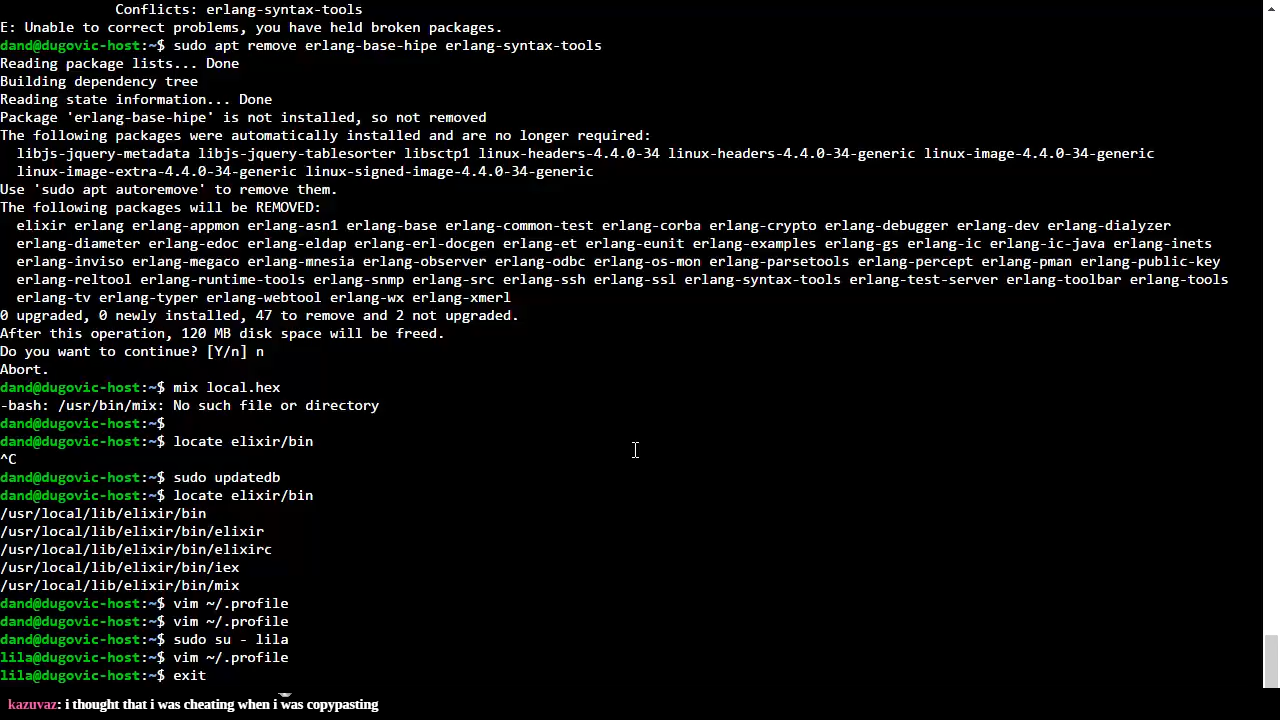 Conflicts: erlang-syntax-tools
E: Unable to correct problems, you have held broken packages.
dand@dugovic-host:~$ sudo apt remove erlang-base-hipe erlang-syntax-tools
Reading package lists... Done
Building dependency tree
Reading state information... Done
Package 'erlang-base-hipe' is not installed, so not removed
The following packages were automatically installed and are no longer required:
  libjs-jquery-metadata libjs-jquery-tablesorter libsctp1 linux-headers-4.4.0-34 linux-headers-4.4.0-34-generic linux-image-4.4.0-34-generic
  linux-image-extra-4.4.0-34-generic linux-signed-image-4.4.0-34-generic
Use 'sudo apt autoremove' to remove them.
The following packages will be REMOVED:
  elixir erlang erlang-appmon erlang-asn1 erlang-base erlang-common-test erlang-corba erlang-crypto erlang-debugger erlang-dev erlang-dialyzer
  erlang-diameter erlang-edoc erlang-eldap erlang-erl-docgen erlang-et erlang-eunit erlang-examples erlang-gs erlang-ic erlang-ic-java erlang-inets
  erlang-inviso erlang-megaco erlang-mnesia erlang-observer erlang-odbc erlang-os-mon erlang-parsetools erlang-percept erlang-pman erlang-public-key
  erlang-reltool erlang-runtime-tools erlang-snmp erlang-src erlang-ssh erlang-ssl erlang-syntax-tools erlang-test-server erlang-toolbar erlang-tools
  erlang-tv erlang-typer erlang-webtool erlang-wx erlang-xmerl
0 upgraded, 0 newly installed, 47 to remove and 2 not upgraded.
After this operation, 120 MB disk space will be freed.
Do you want to continue? [Y/n] n
Abort.
dand@dugovic-host:~$ mix local.hex
-bash: /usr/bin/mix: No such file or directory
dand@dugovic-host:~$
dand@dugovic-host:~$ locate elixir/bin
^C
dand@dugovic-host:~$ sudo updatedb
dand@dugovic-host:~$ locate elixir/bin
/usr/local/lib/elixir/bin
/usr/local/lib/elixir/bin/elixir
/usr/local/lib/elixir/bin/elixirc
/usr/local/lib/elixir/bin/iex
/usr/local/lib/elixir/bin/mix
dand@dugovic-host:~$ vim ~/.profile
dand@dugovic-host:~$ vim ~/.profile
dand@dugovic-host:~$ sudo su - lila
lila@dugovic-host:~$ vim ~/.profile
lila@dugovic-host:~$ exit
kazuvaz: i thought that i was cheating when i was copypasting